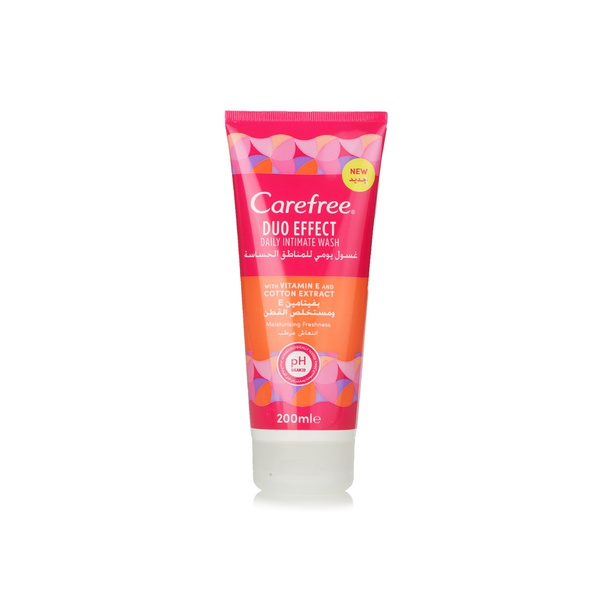 NEW
جديد
Carefree®
DUO EFFECT
DAILY INTIMATE WASH
غسول يومي للمناطق الحساسة
WITH VITAMIN E AND
COTTON EXTRACT
بفيتامين E
ومستخلص القطن
Moisturising Freshness
انتعاش مرطب
pH
200ml℮